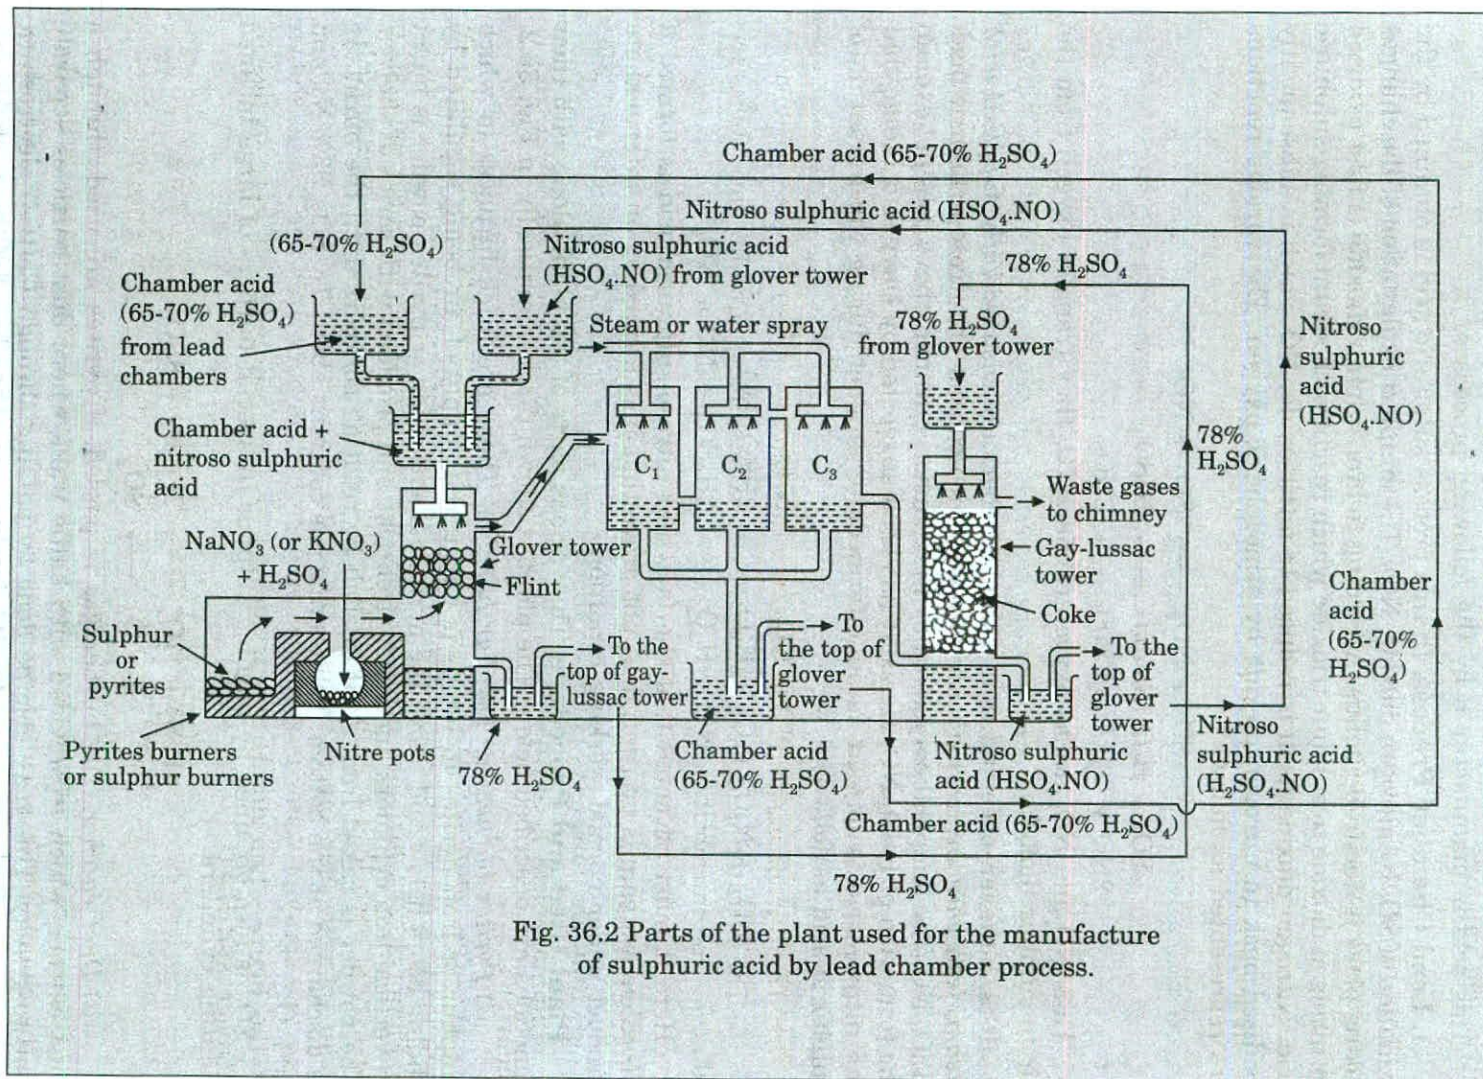 Chamber acid (65-70% H₂SO₄)
Nitroso sulphuric acid (HSO₄.NO)
(65-70% H₂SO₄)
Nitroso sulphuric acid
(HSO₄.NO) from glover tower
78% H₂SO₄
Chamber acid
(65-70% H₂SO₄)
from lead
chambers
Steam or water spray
78% H₂SO₄
from glover tower
Nitroso
sulphuric
acid
(HSO₄.NO)
Chamber acid +
nitroso sulphuric
acid
C₁
C₂
C₃
78%
H₂SO₄
Waste gases
to chimney
NaNO₃ (or KNO₃)
+ H₂SO₄
Glover tower
Flint
Gay-lussac
tower
Coke
Chamber
acid
(65-70%
H₂SO₄)
Sulphur
or
pyrites
To the
top of gay-
lussac tower
To
the top of
glover
tower
To the
top of
glover
tower
Pyrites burners
or sulphur burners
Nitre pots
78% H₂SO₄
Chamber acid
(65-70% H₂SO₄)
Nitroso sulphuric
acid (HSO₄.NO)
Nitroso
sulphuric acid
(H₂SO₄.NO)
Chamber acid (65-70% H₂SO₄)
78% H₂SO₄
Fig. 36.2 Parts of the plant used for the manufacture
of sulphuric acid by lead chamber process.